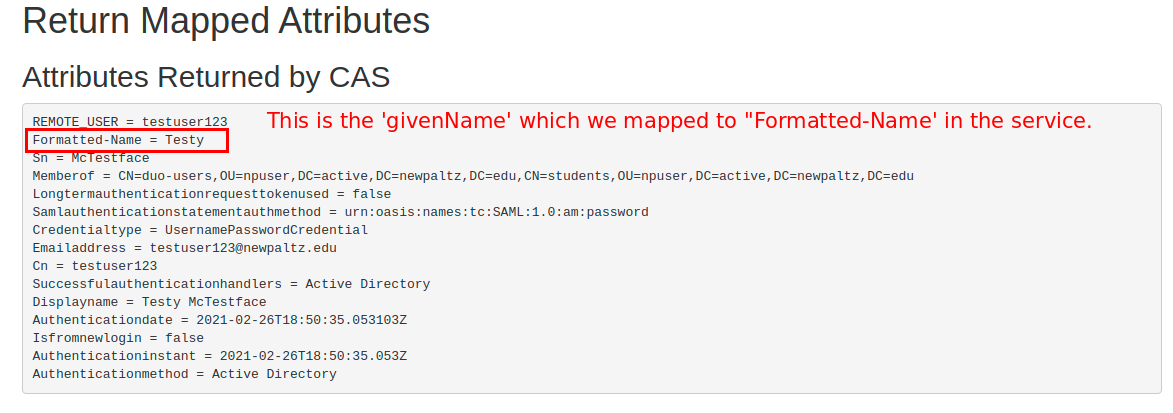 Return Mapped Attributes
Attributes Returned by CAS
REMOTE_USER = testuser123
This is the 'givenName' which we mapped to "Formatted-Name' in the service.
Formatted-Name = Testy
Sn = McTestface
Memberof = CN=duo-users,OU=npuser,DC=active,DC=newpaltz,DC=edu,CN=students,OU=npuser,DC=active,DC=newpaltz,DC=edu
Longtermauthenticationrequesttokenused = false
Samlauthenticationstatementauthmethod = urn:oasis:names:tc:SAML:1.0:am:password
Credentialtype = UsernamePasswordCredential
Emailaddress = testuser123@newpaltz.edu
Cn = testuser123
Successfulauthenticationhandlers = Active Directory
Displayname = Testy McTestface
Authenticationdate = 2021-02-26T18:50:35.053103Z
Isfromnewlogin = false
Authenticationinstant = 2021-02-26T18:50:35.053Z
Authenticationmethod = Active Directory